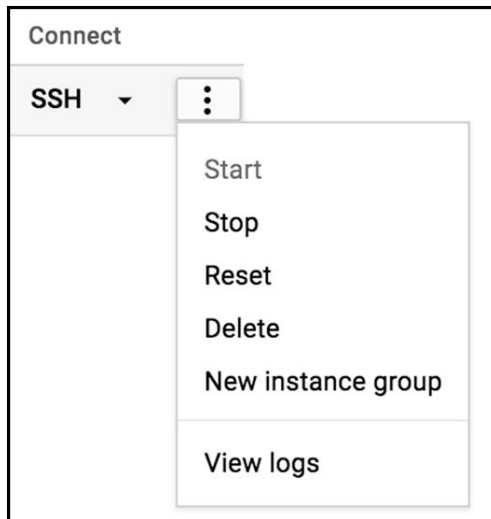 Connect
SSH
Start
Stop
Reset
Delete
New instance group
View logs